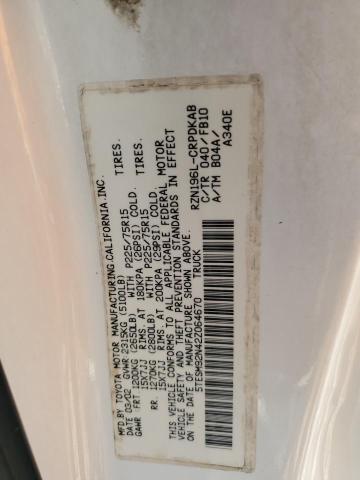 MFD.BY TOYOTA MOTOR MANUFACTURING,CALIFORNIA,INC.
DATE 03/02 GVWR 2315KG (5100LB)
GAWR FRT 1200KG (2650LB) WITH P225/75R15 TIRES.
15X7JJ RIMS AT 180KPA (26PSI) COLD.
RR. 1270KG (2800LB) WITH P225/75R15 TIRES.
15X7JJ RIMS AT 200KPA (29PSI) COLD.
THIS VEHICLE CONFORMS TO ALL APPLICABLE FEDERAL MOTOR
VEHICLE SAFETY AND THEFT PREVENTION STANDARDS IN EFFECT
ON THE DATE OF MANUFACTURE SHOWN ABOVE.
5TESM92N42Z064670 TRUCK
RZN196L-CRPDKAB
C/TR 040/FB10
A/TM B04A/
A340E